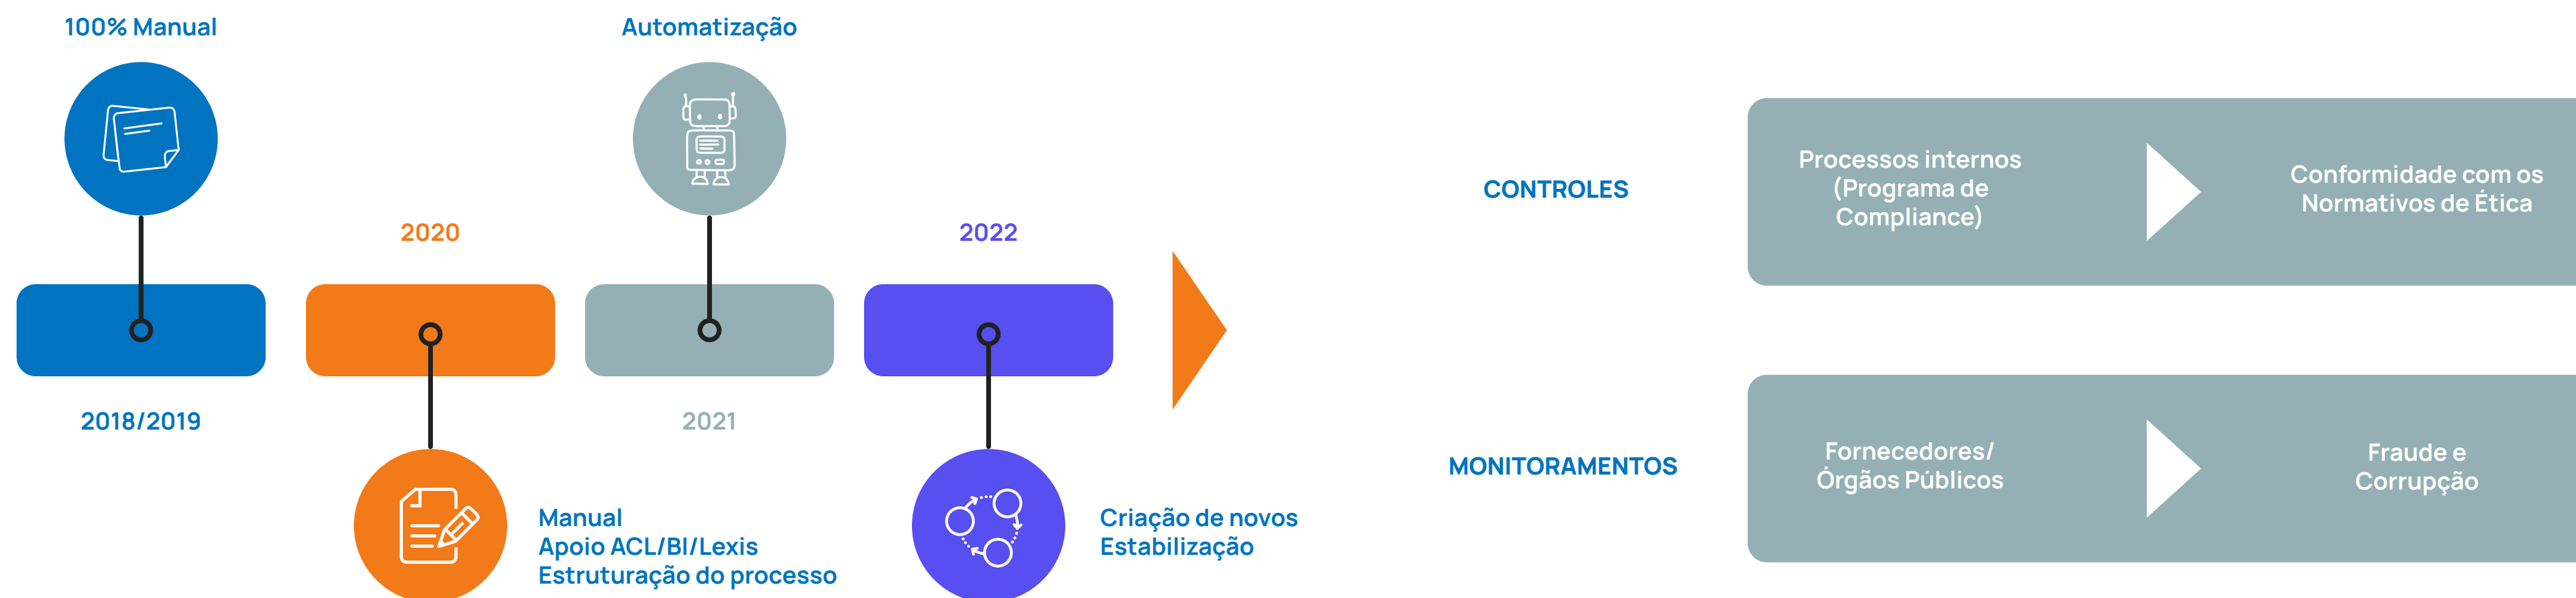 100% Manual
Automatização
2020
2022
2018/2019
2021
Manual
Apoio ACL/BI/Lexis
Estruturação do processo
Criação de novos
Estabilização
CONTROLES
Processos internos
(Programa de
Compliance)
Conformidade com os
Normativos de Ética
MONITORAMENTOS
Fornecedores/
Órgãos Públicos
Fraude e
Corrupção